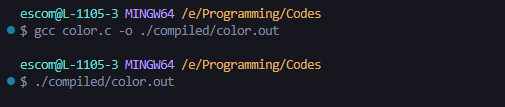 escom@L-1105-3 MINGW64 /e/Programming/Codes
$ gcc color.c -o ./compiled/color.out
escom@L-1105-3 MINGW64 /e/Programming/Codes
$ ./compiled/color.out